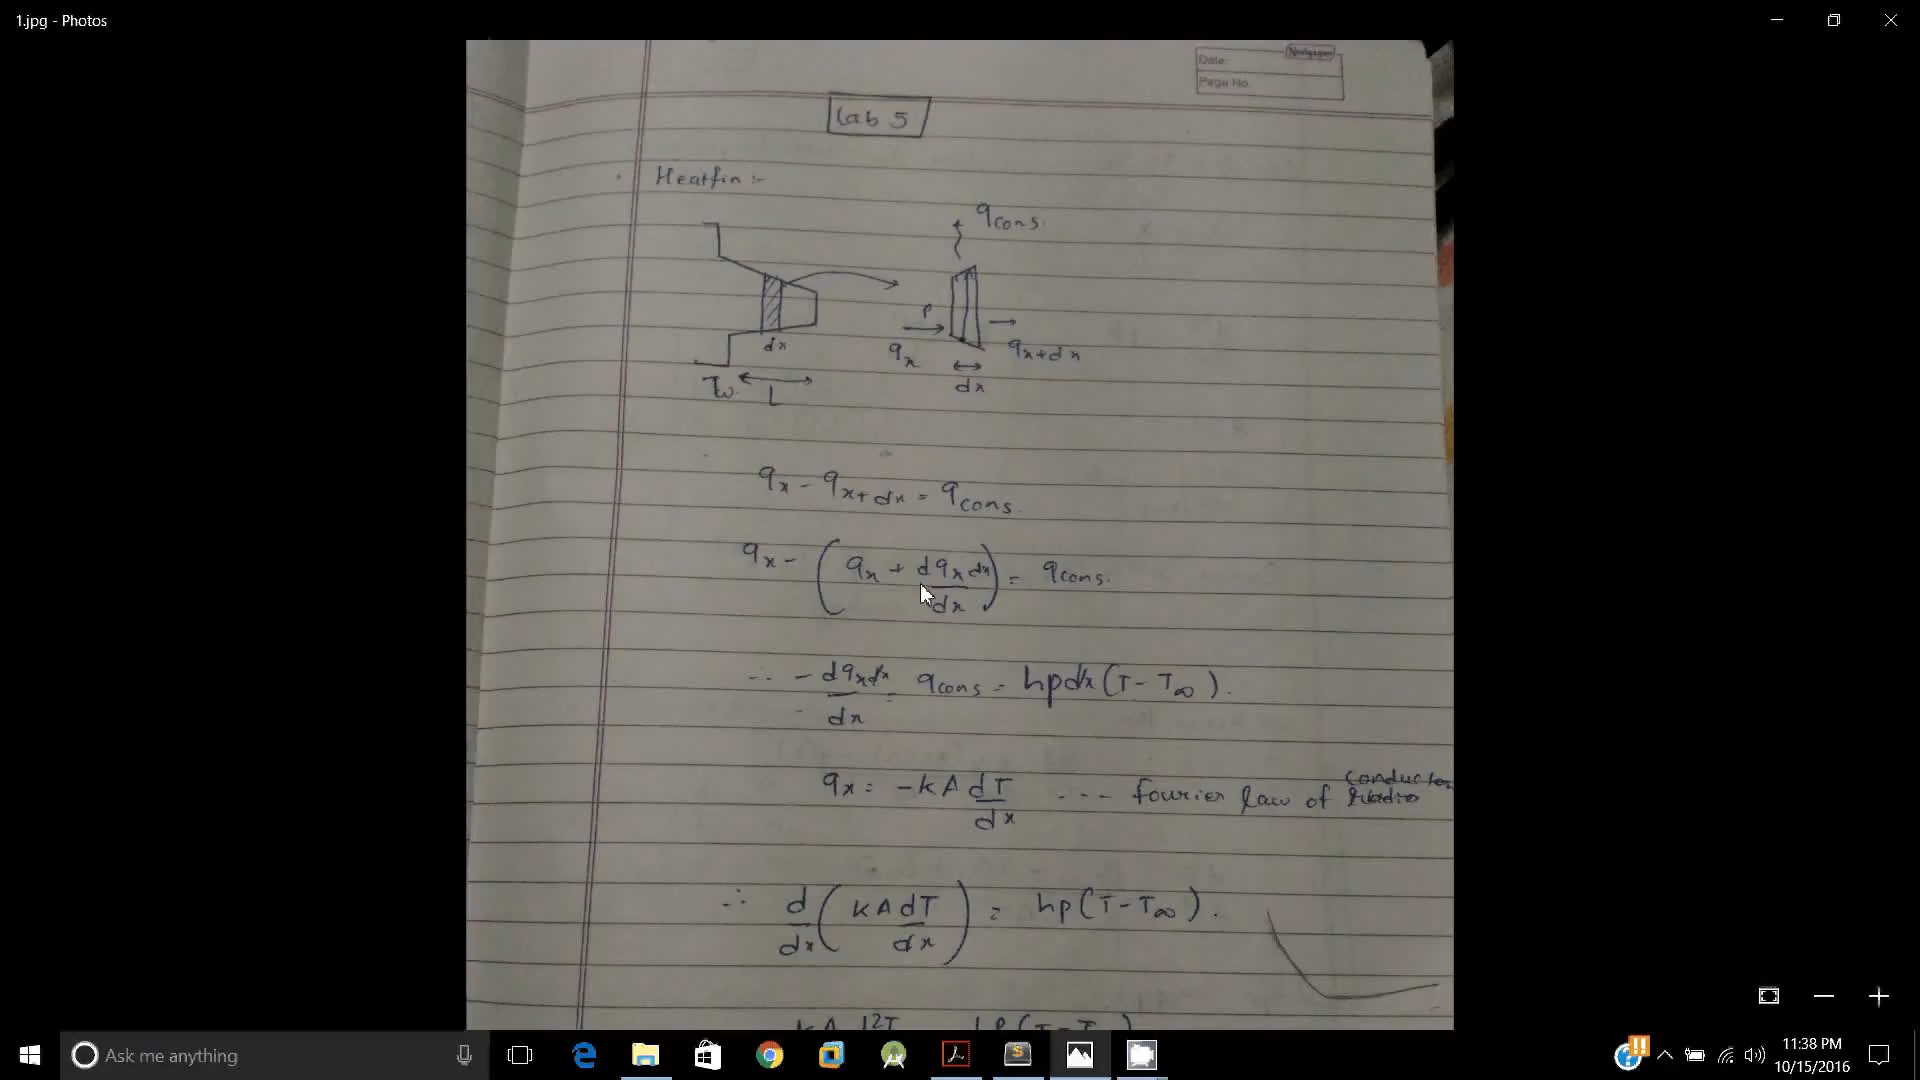 1.jpg - Photos
Notepaper
Date:
Page No.
Lab 5
Heatfin :-
qcons.
P
qx
qx+dx
dx
dx
Tw
L
qx - qx+dx = qcons.
qx - (qx + dqx dx/dx) = qcons.
∴ - dqx dx/dx = qcons = hpdx(T - T∞).
qx = -kA dT/dx --- fourier law of
∴ d/dx (kA dT/dx) = hp(T - T∞).
Ask me anything
11:38 PM
10/15/2016